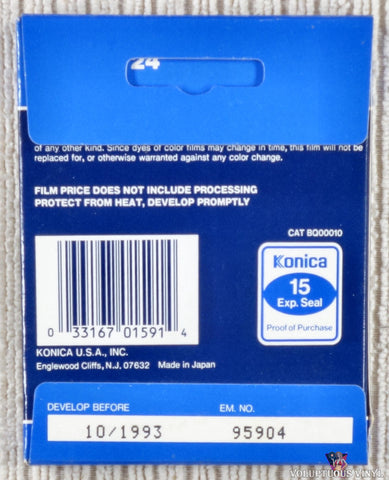 24
of any other kind. Since dyes of color films may change in time, this film will not be
replaced for, or otherwise warranted against any color change.
FILM PRICE DOES NOT INCLUDE PROCESSING
PROTECT FROM HEAT, DEVELOP PROMPTLY
CAT BQ00010
Konica
15
Exp. Seal
Proof of Purchase
0 33167 01591 4
KONICA U.S.A., INC.
Englewood Cliffs, N.J. 07632 Made in Japan
DEVELOP BEFORE EM. NO.
10/1993 95904
VOLUPTUOUS VINYL